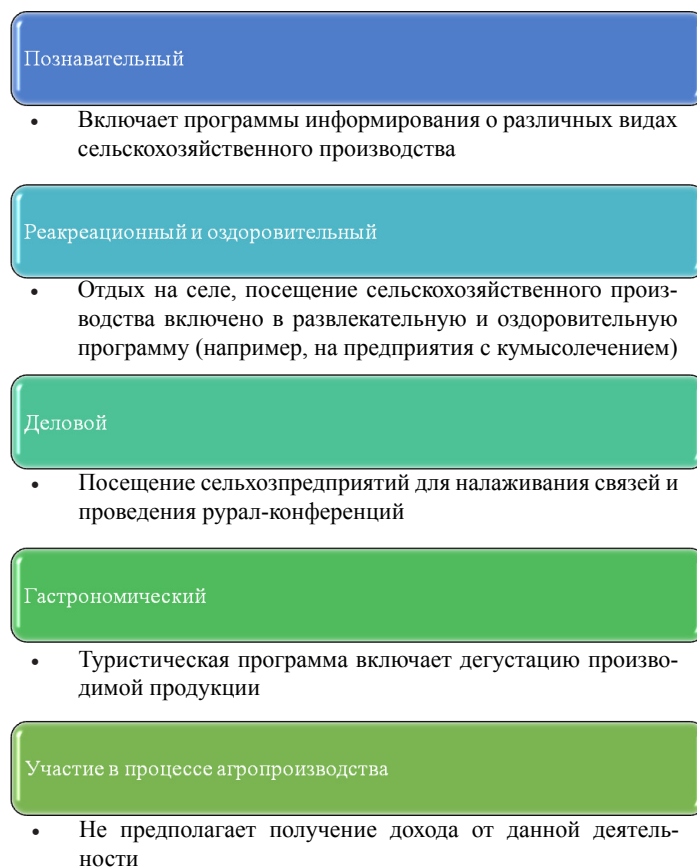 Познавательный
• Включает программы информирования о различных видах
сельскохозяйственного производства
Реакреационный и оздоровительный
• Отдых на селе, посещение сельскохозяйственного произ-
водства включено в развлекательную и оздоровительную
программу (например, на предприятия с кумысолечением)
Деловой
• Посещение сельхозпредприятий для налаживания связей и
проведения рурал-конференций
Гастрономический
• Туристическая программа включает дегустацию произво-
димой продукции
Участие в процессе агропроизводства
• Не предполагает получение дохода от данной деятель-
ности